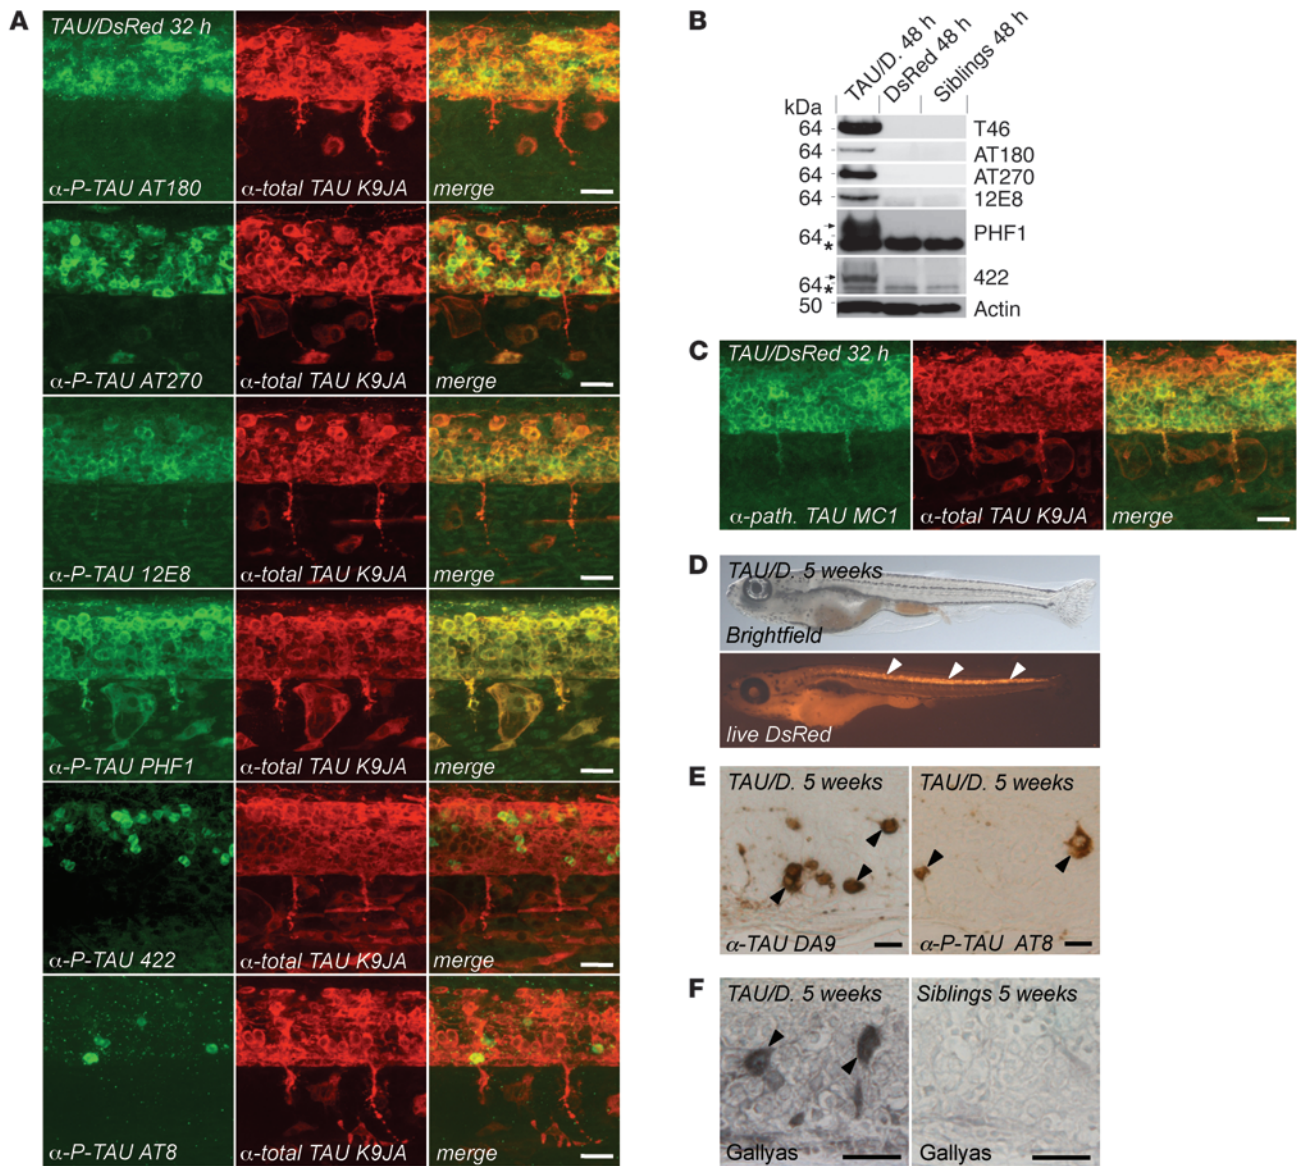 A
TAU/DsRed 32 h
α-P-TAU AT180
α-total TAU K9JA
merge
α-P-TAU AT270
α-total TAU K9JA
merge
α-P-TAU 12E8
α-total TAU K9JA
merge
α-P-TAU PHF1
α-total TAU K9JA
merge
α-P-TAU 422
α-total TAU K9JA
merge
α-P-TAU AT8
α-total TAU K9JA
merge
B
TAU/D. 48 h
DsRed 48 h
Siblings 48 h
kDa
64 T46
64 AT180
64 AT270
64 12E8
64 PHF1
*
64 422
*
50 Actin
C
TAU/DsRed 32 h
α-path. TAU MC1
α-total TAU K9JA
merge
D
TAU/D. 5 weeks
Brightfield
live DsRed
E
TAU/D. 5 weeks
α-TAU DA9
TAU/D. 5 weeks
α-P-TAU AT8
F
TAU/D. 5 weeks
Gallyas
Siblings 5 weeks
Gallyas